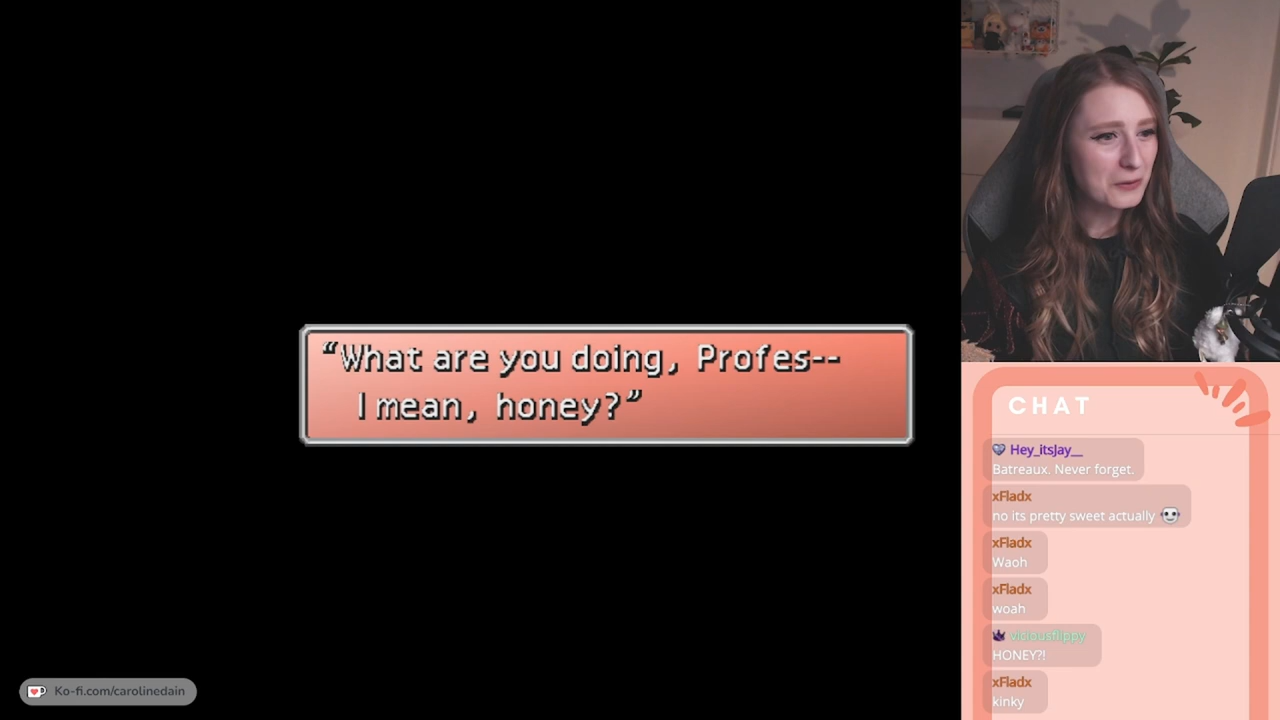 “What are you doing, Profes--
I mean, honey?”
CHAT
Hey_itsJay__
Batreaux. Never forget.
xFladx
no its pretty sweet actually
xFladx
Waoh
xFladx
woah
viciousflippy
HONEY?!
xFladx
kinky
Ko-fi.com/carolinedain